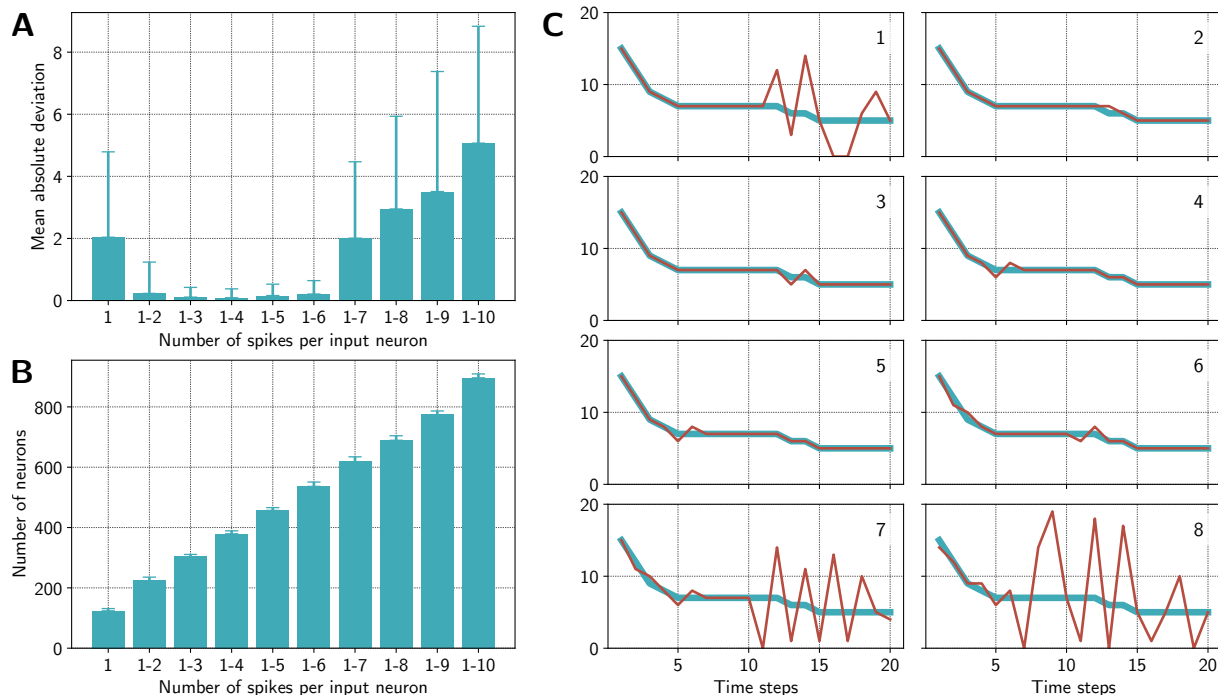 A
Mean absolute deviation
8
6
4
2
0
1 1-2 1-3 1-4 1-5 1-6 1-7 1-8 1-9 1-10
Number of spikes per input neuron
B
Number of neurons
800
600
400
200
0
1 1-2 1-3 1-4 1-5 1-6 1-7 1-8 1-9 1-10
Number of spikes per input neuron
C
20
10
0
1
2
20
10
0
3
4
20
10
0
5
6
20
10
0
7
8
5 10 15 20
5 10 15 20
Time steps
Time steps